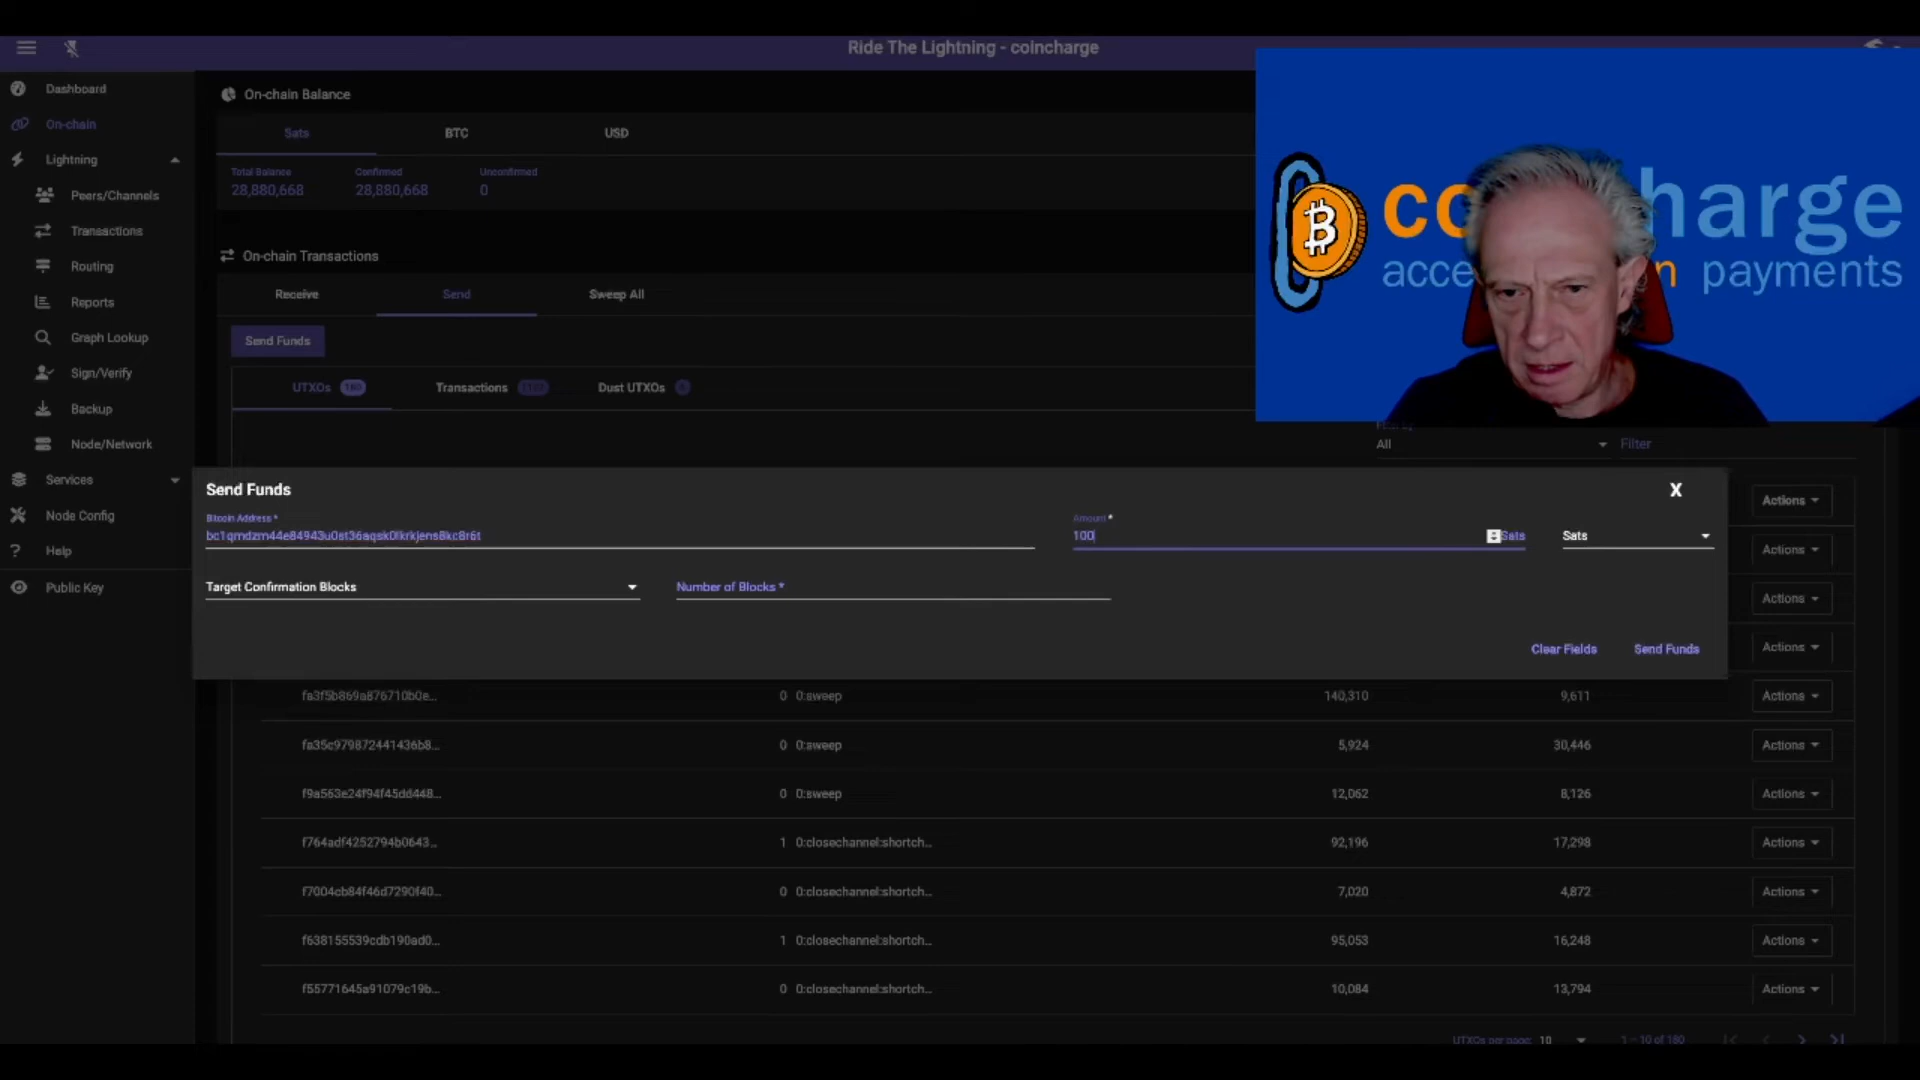 Ride The Lightning - coincharge
Dashboard
On-chain
Lightning
Peers/Channels
Transactions
Routing
Reports
Graph Lookup
Sign/Verify
Backup
Node/Network
Services
Node Config
? Help
Public Key
On-chain Balance
Sats BTC USD
Total Balance Confirmed Unconfirmed
28,880,668 28,880,668 0
On-chain Transactions
Receive Send Sweep All
Send Funds
UTXOs 180 Transactions Dust UTXOs
harge
payments
All Filter
Actions
Send Funds X
Bitcoin Address * Amount *
100 Sats Sats
Actions
Target Confirmation Blocks Number of Blocks *
Actions
Clear Fields Send Funds
Actions
fa3f5b869a876710b0e... 0 0:sweep 140,310 9,611 Actions
fa35c979872441436b8... 0 0:sweep 5,924 30,446 Actions
f9a563e24f94f45dd448... 0 0:sweep 12,062 8,126 Actions
f764adf4252794b0643... 1 0:closechannel:shortch... 92,196 17,298 Actions
f7004cb84f46d7290f40... 0 0:closechannel:shortch... 7,020 4,872 Actions
f638155539cdb190ad0... 1 0:closechannel:shortch... 95,053 16,248 Actions
f55771645a91079c19b... 0 0:closechannel:shortch... 10,084 13,794 Actions
UTXOs per page: 10 1 – 10 of 180